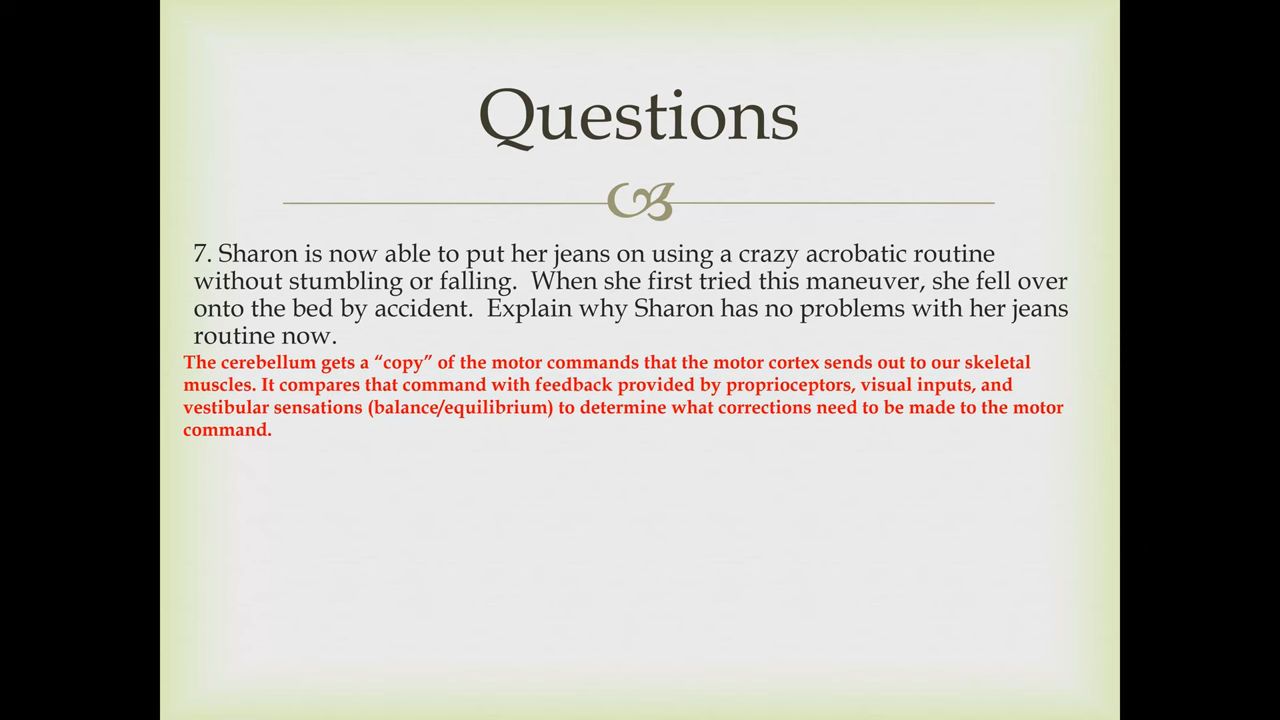 Questions
7. Sharon is now able to put her jeans on using a crazy acrobatic routine
without stumbling or falling.  When she first tried this maneuver, she fell over
onto the bed by accident.  Explain why Sharon has no problems with her jeans
routine now.
The cerebellum gets a “copy” of the motor commands that the motor cortex sends out to our skeletal
muscles. It compares that command with feedback provided by proprioceptors, visual inputs, and
vestibular sensations (balance/equilibrium) to determine what corrections need to be made to the motor
command.